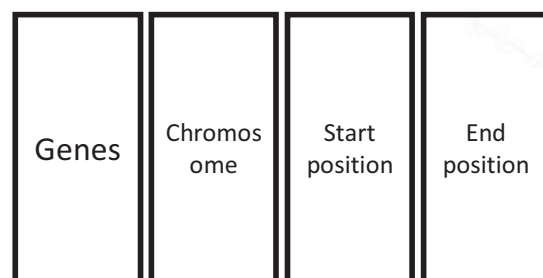 Genes
Chromos
ome
Start
position
End
position